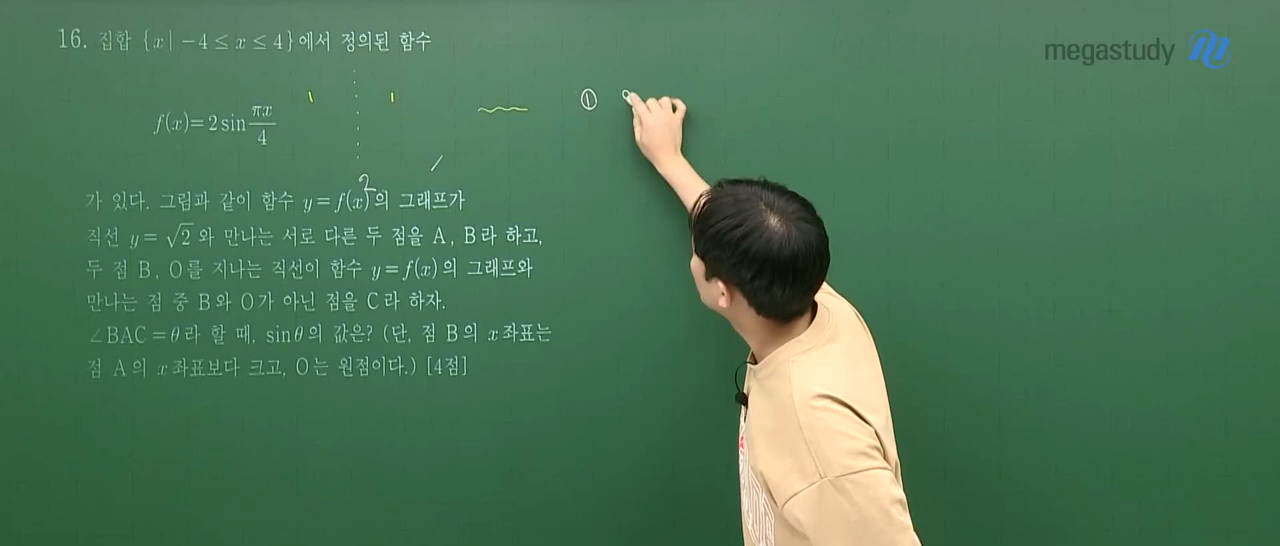 16. 집합 {x | -4 ≤ x ≤ 4}에서 정의된 함수
f(x)=2sin πx/4
가 있다. 그림과 같이 함수 y=f(x)의 그래프가
직선 y=√2와 만나는 서로 다른 두 점을 A, B라 하고,
두 점 B, O를 지나는 직선이 함수 y=f(x)의 그래프와
만나는 점 중 B와 O가 아닌 점을 C라 하자.
∠BAC=θ라 할 때, sinθ의 값은? (단, 점 B의 x좌표는
점 A의 x좌표보다 크고, O는 원점이다.) [4점]
2
①
megastudy